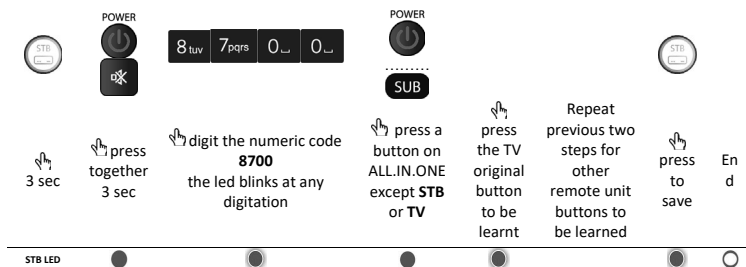 POWER
POWER
STB
STB
8 tuv 7pqrs 0 0
SUB
3 sec
press
together
3 sec
digit the numeric code
8700
the led blinks at any
digitation
press a
button on
ALL.IN.ONE
except STB
or TV
press
the TV
original
button
to be
learnt
Repeat
previous two
steps for
other
remote unit
buttons to
be learned
press
to
save
En
d
STB LED